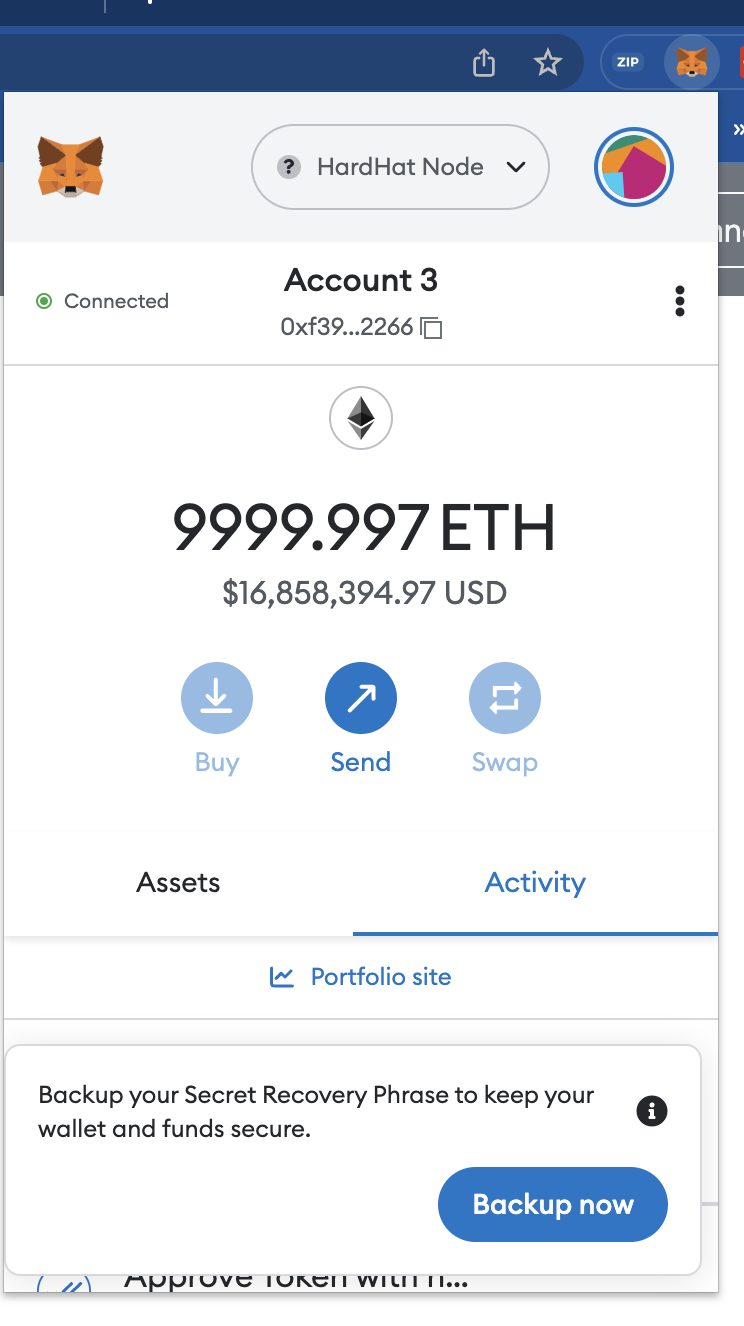 ZIP
»
?
HardHat Node
Connected
Account 3
0xf39...2266
9999.997 ETH
$16,858,394.97 USD
Buy
Send
Swap
Assets
Activity
Portfolio site
Backup your Secret Recovery Phrase to keep your
wallet and funds secure.
Backup now
Approve Token with